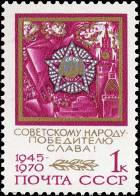 СОВЕТСКОМУ НАРОДУ
ПОБЕДИТЕЛЮ
СЛАВА!
1945-
1970
1к
ПОЧТА СССР